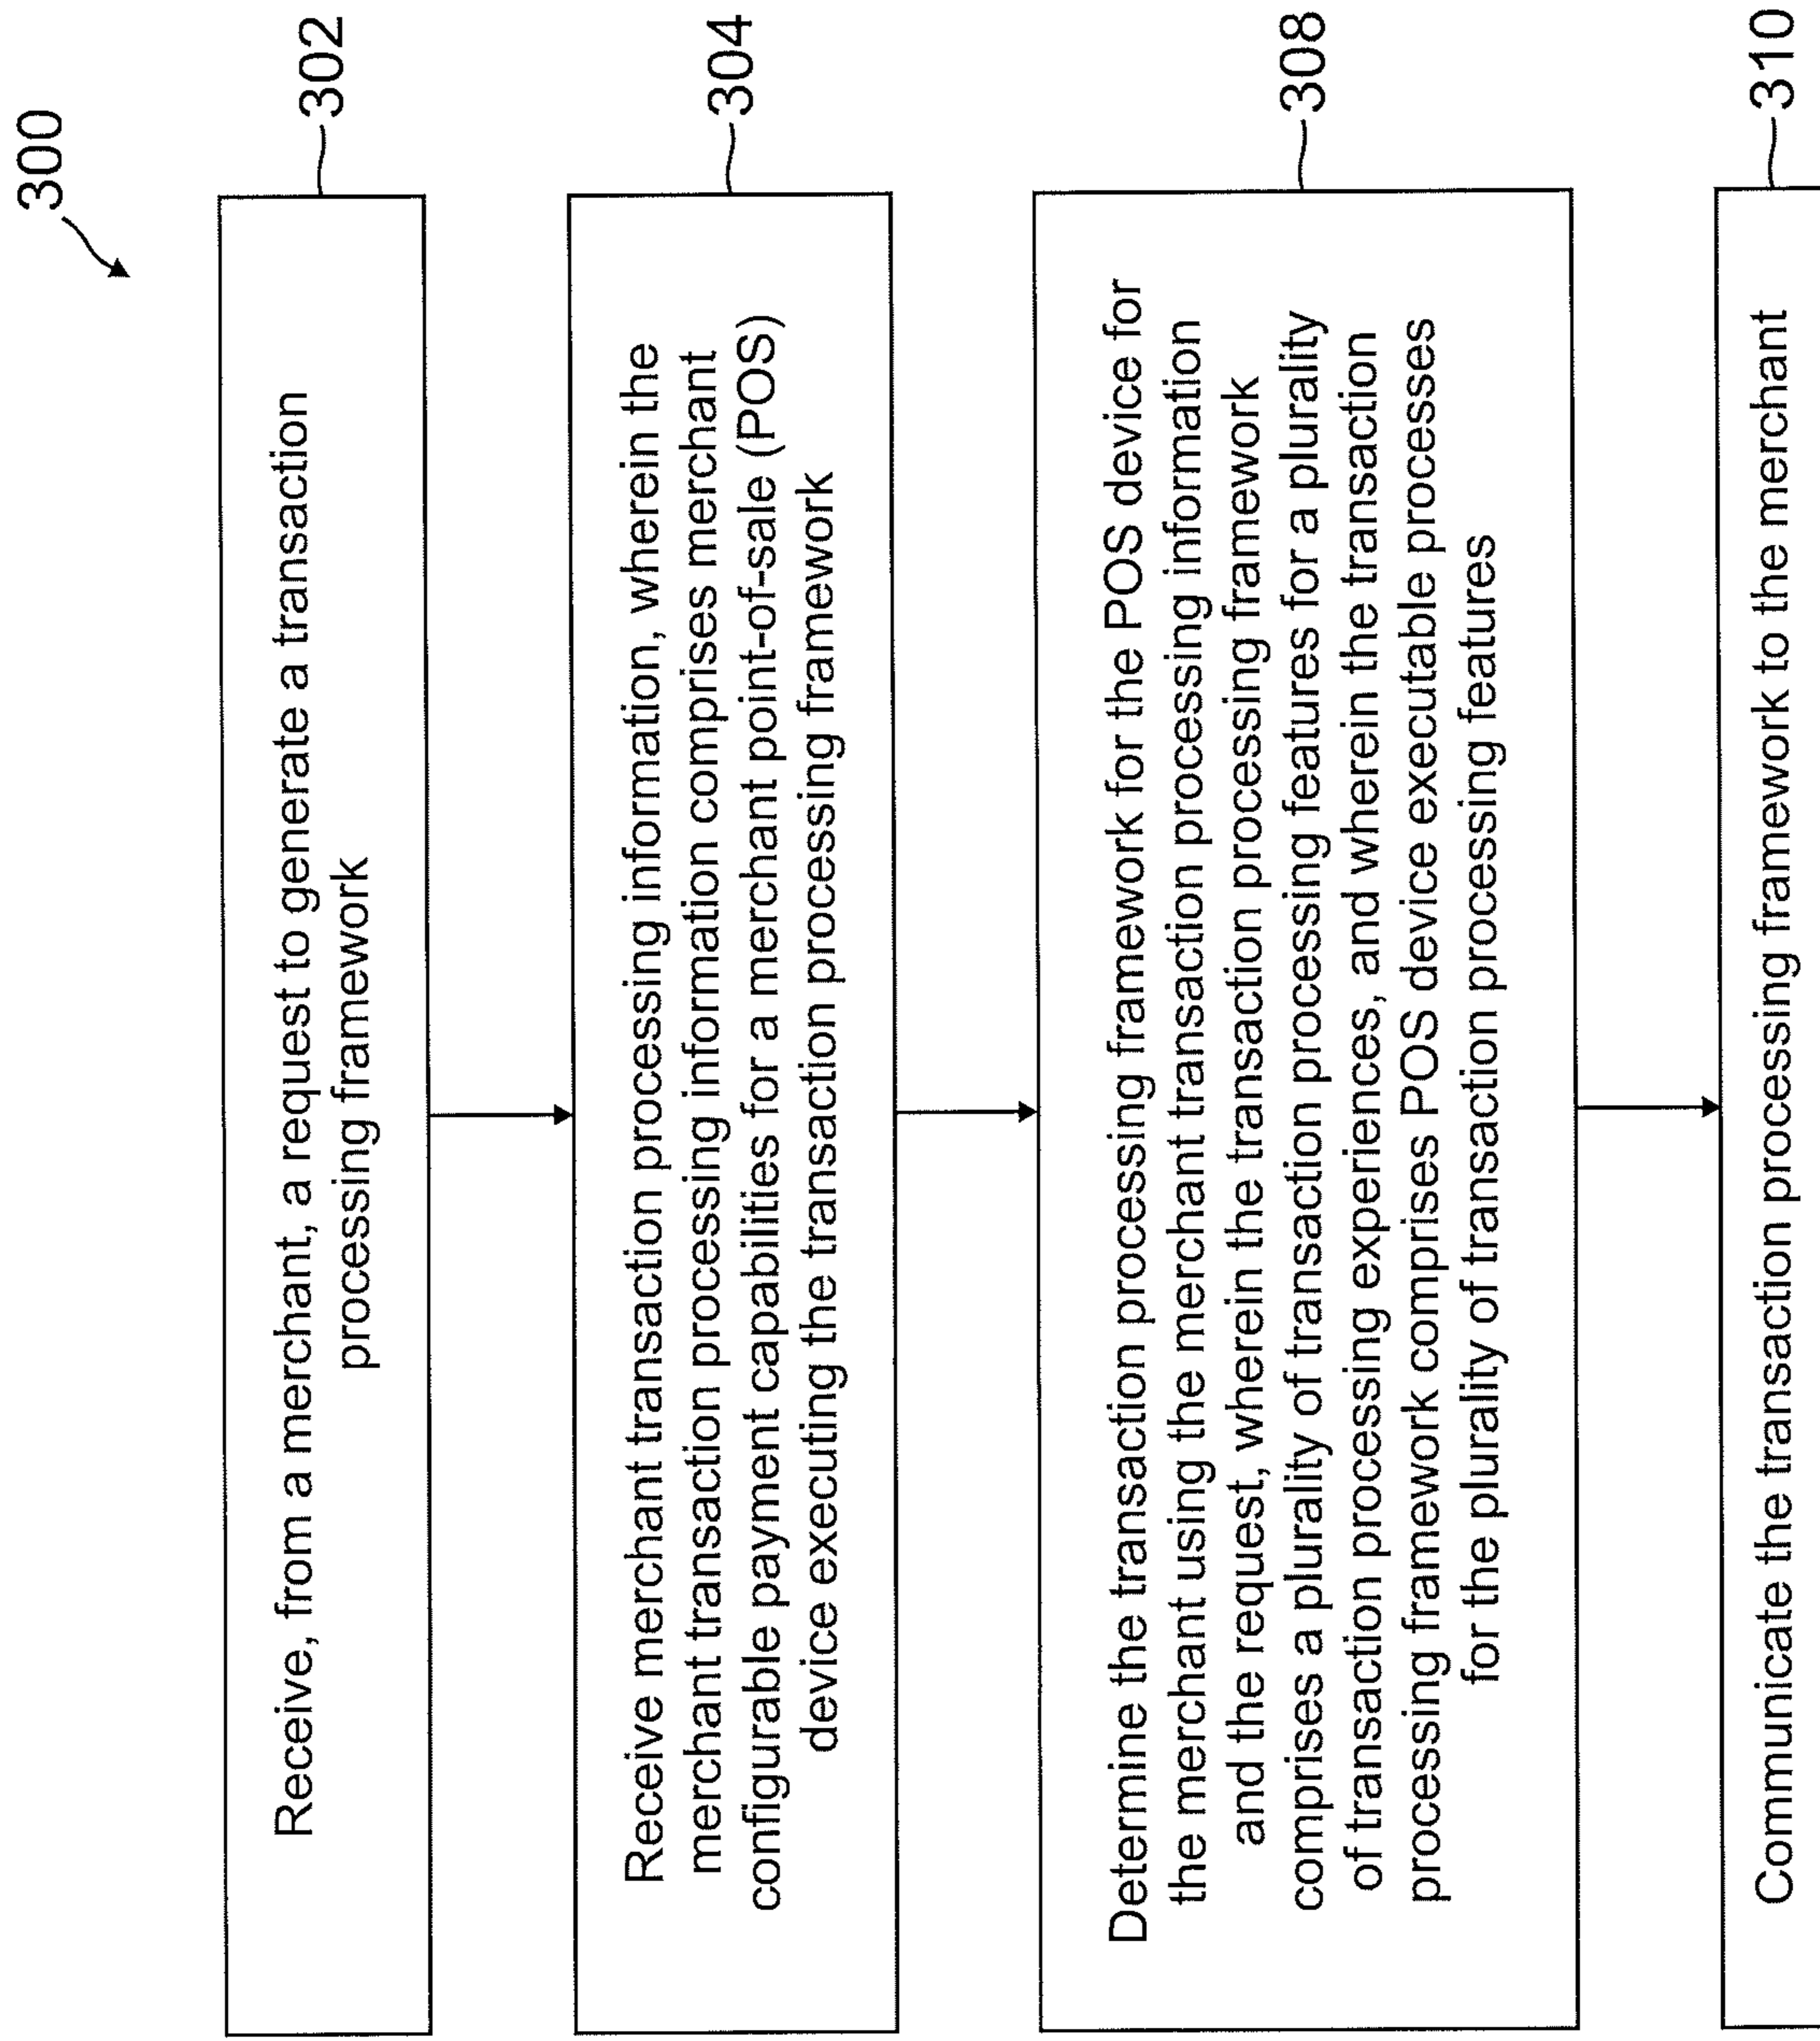 300
302
Receive, from a merchant, a request to generate a transaction
processing framework
304
Receive merchant transaction processing information, wherein the
merchant transaction processing information comprises merchant
configurable payment capabilities for a merchant point-of-sale (POS)
device executing the transaction processing framework
308
Determine the transaction processing framework for the POS device for
the merchant using the merchant transaction processing information
and the request, wherein the transaction processing framework
comprises a plurality of transaction processing features for a plurality
of transaction processing experiences, and wherein the transaction
processing framework comprises POS device executable processes
for the plurality of transaction processing features
310
Communicate the transaction processing framework to the merchant